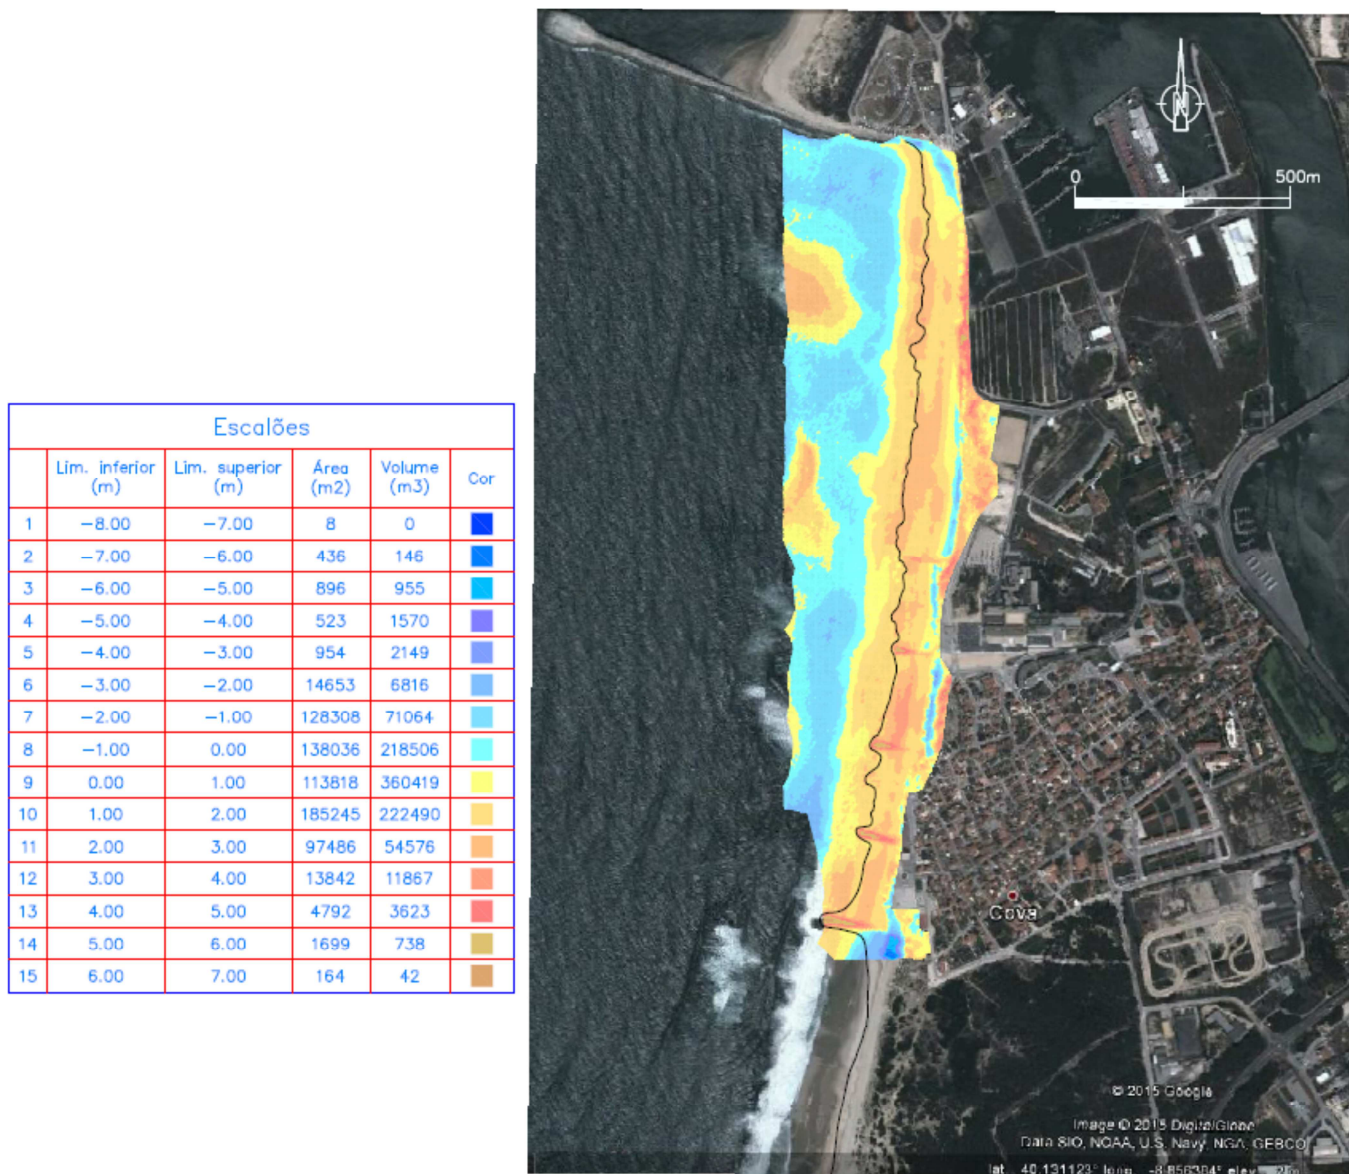 Escalões
Lim. inferior (m) Lim. superior (m) Área (m2) Volume (m3) Cor
1 −8.00 −7.00 8 0
2 −7.00 −6.00 436 146
3 −6.00 −5.00 896 955
4 −5.00 −4.00 523 1570
5 −4.00 −3.00 954 2149
6 −3.00 −2.00 14653 6816
7 −2.00 −1.00 128308 71064
8 −1.00 0.00 138036 218506
9 0.00 1.00 113818 360419
10 1.00 2.00 185245 222490
11 2.00 3.00 97486 54576
12 3.00 4.00 13842 11867
13 4.00 5.00 4792 3623
14 5.00 6.00 1699 738
15 6.00 7.00 164 42
N
0 500m
Cova
© 2015 Google
Image © 2015 DigitalGlobe
Data SIO, NOAA, U.S. Navy, NGA, GEBCO
lat 40.131123° long elev